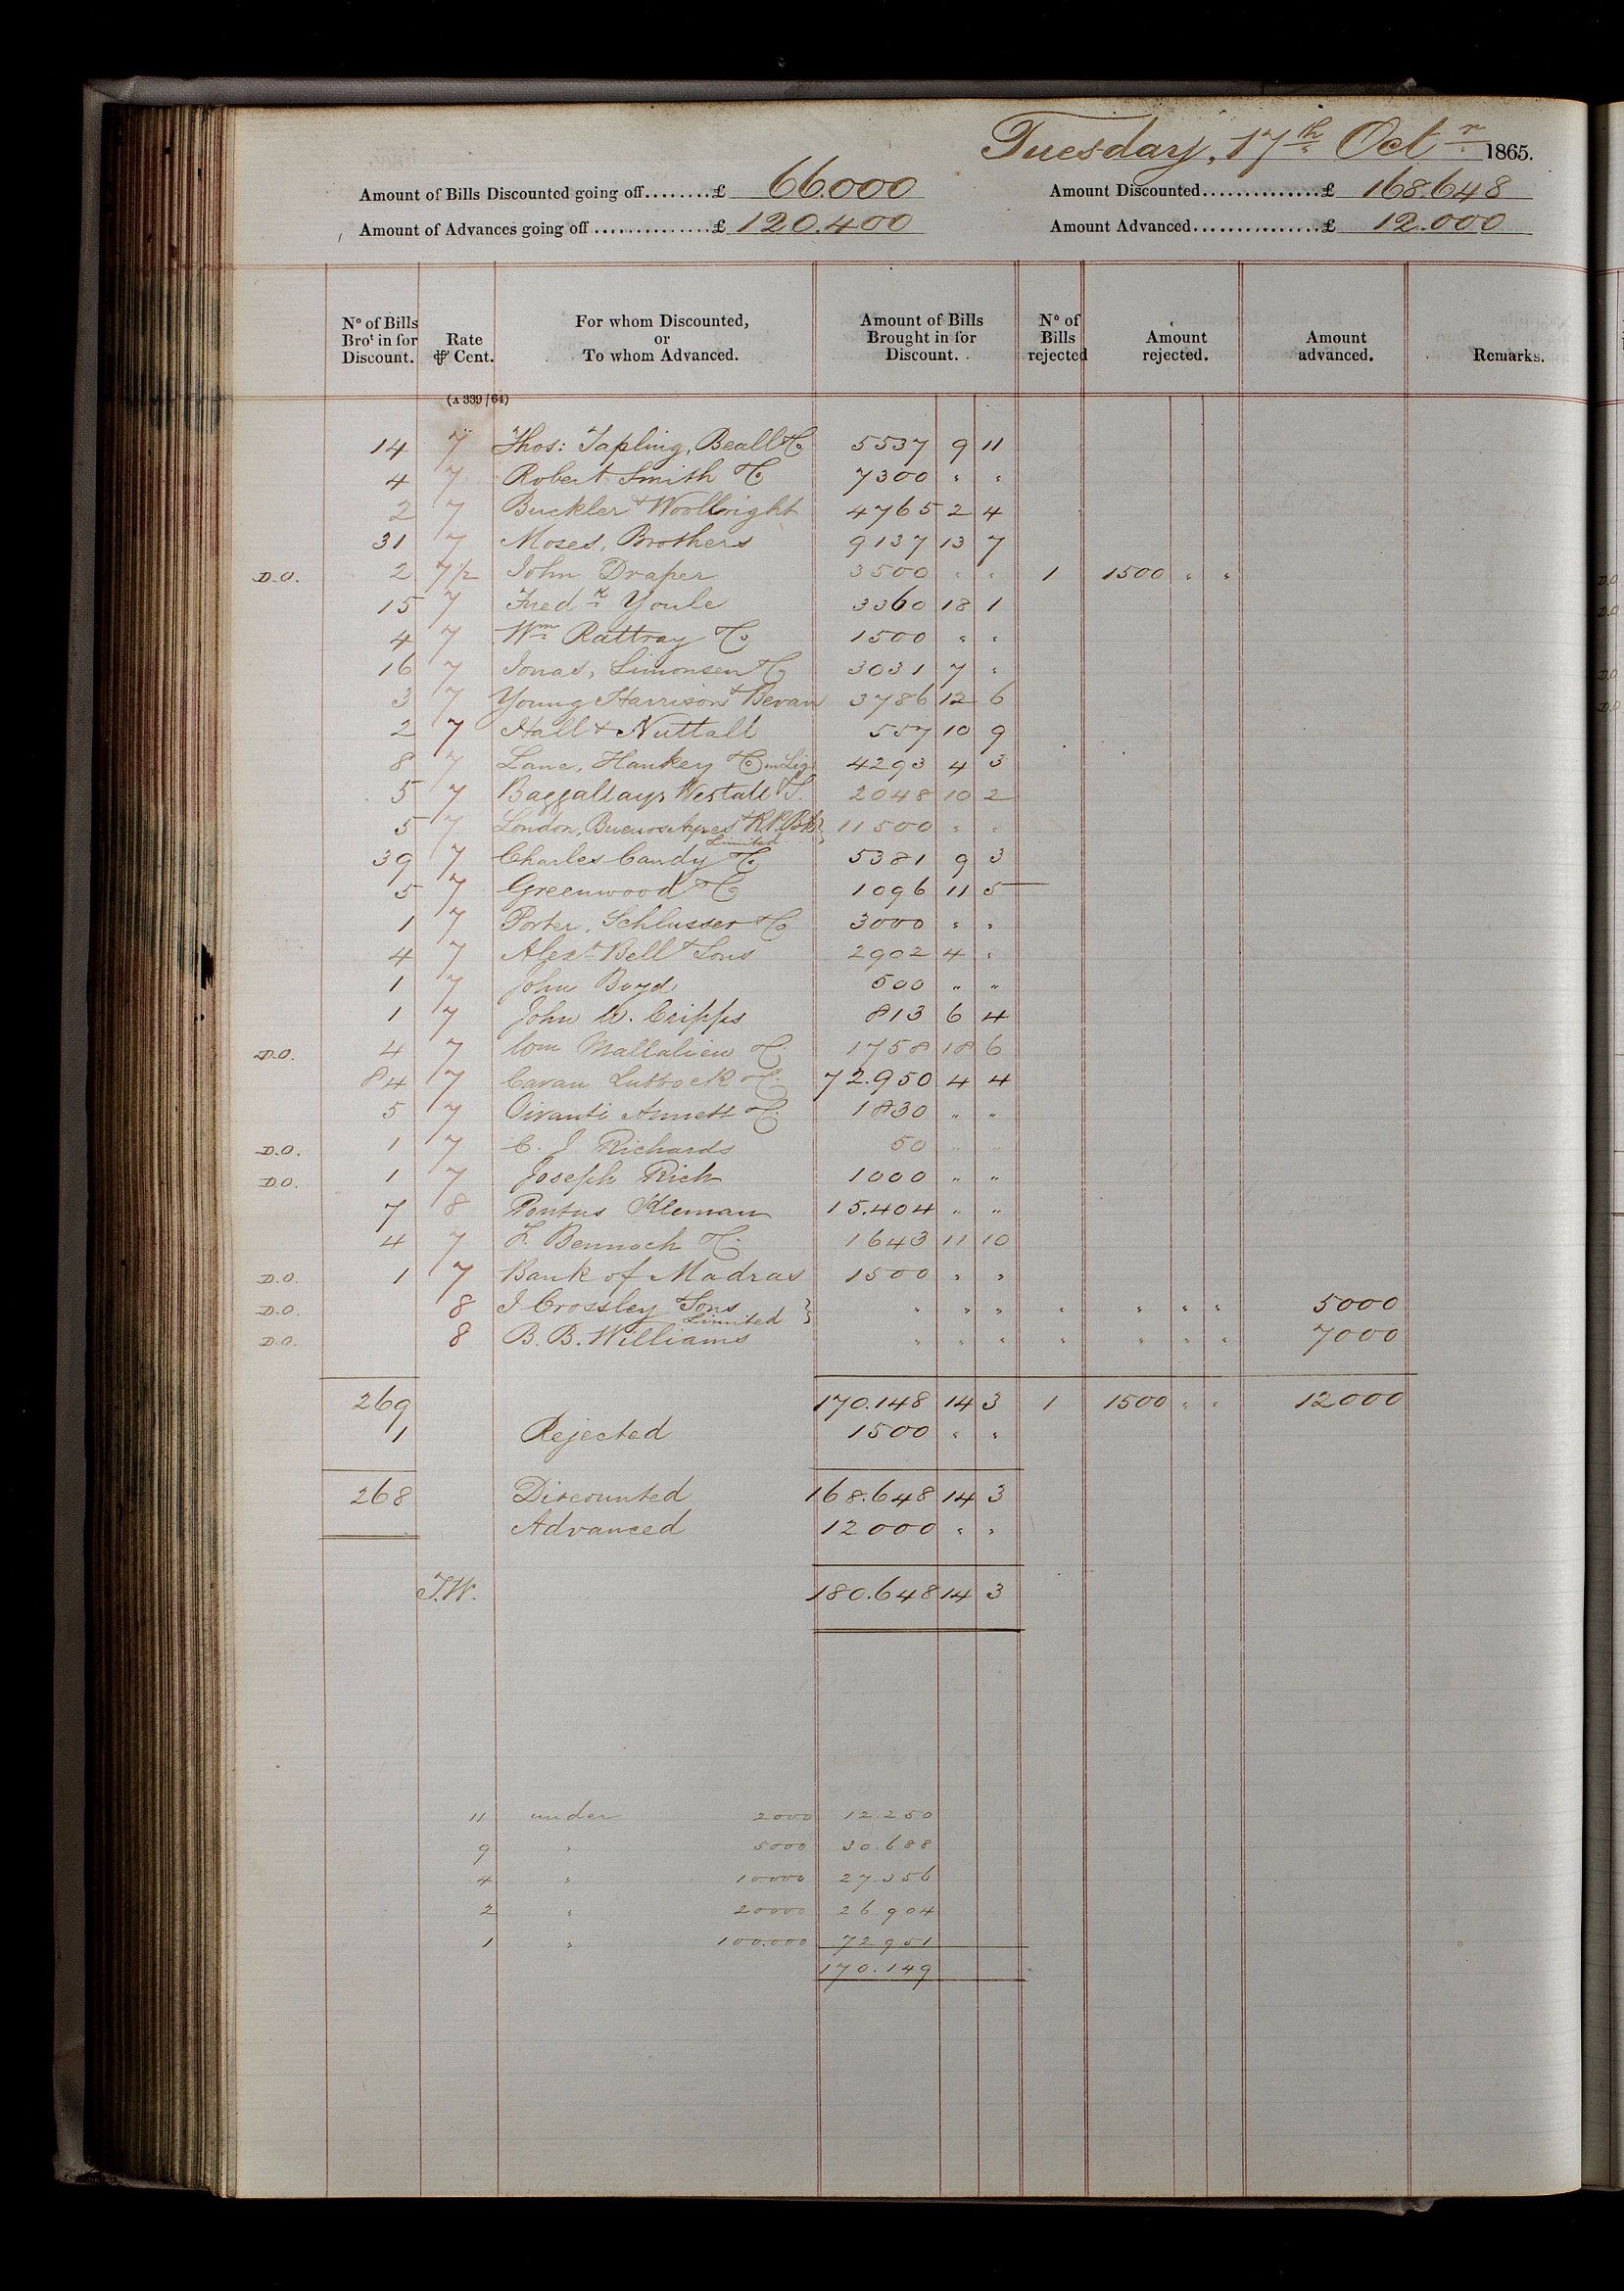 Tuesday, 17th Octr 1865.
Amount of Bills Discounted going off........£ 66.000 Amount Discounted..............£ 168.648
Amount of Advances going off...............£ 120.400 Amount Advanced...............£ 12.000
No of Bills Brot in for Discount. Rate ⅌ Cent. For whom Discounted, or To whom Advanced. Amount of Bills Brought in for Discount. No of Bills rejected Amount rejected. Amount advanced. Remarks.
(A 339/64)
14 7 Thos: Tapling, Beall & Co 5537 9 11
4 7 Robert Smith & Co 7300 " "
2 7 Buckler & Woollright 4765 2 4
31 7 Moses, Brothers 9137 13 7
D.O. 2 7½ John Draper 3500 " " 1 1500 " "
15 7 Fredk Youle 3360 18 1
4 7 Wm Rattray & Co 1500 " "
16 7 Jonas, Simonsen & Co 3031 7 "
3 7 Young Harrison & Bevan 3786 12 6
2 7 Hall & Nuttall 557 10 9
8 7 Lane, Hankey & Co in Liq 4293 4 3
5 7 Baggallays Westall & S. 2048 10 2
5 7 London, Buenos Ayres & R.P. Bk Limited } 11500 " "
39 7 Charles Candy & Co 5381 9 3
5 7 Greenwood & Co 1096 11 5
1 7 Porter, Schlusser & Co 3000 " "
4 7 Alexr Bell & Sons 2902 4 "
1 7 John Boyd 500 " "
1 7 John W. Cripps 813 6 4
D.O. 4 7 Wm Mallalieu & Co 1758 18 6
84 7 Cavan Lubbock & Co 72.950 4 4
5 7 Vivanti Annett & Co 1830 " "
D.O. 1 7 C. J. Richards 50 " "
D.O. 1 7 Joseph Rich 1000 " "
7 8 Pontus Kleman 15.404 " "
4 7 F. Bennoch & Co 1643 11 10
D.O. 1 7 Bank of Madras 1500 " "
D.O. 8 J Crossley & Sons Limited } " " " " " " " 5000
D.O. 8 B. B. Williams " " " " " " " 7000
269 170.148 14 3 1 1500 " " 12000
1 Rejected 1500 " "
268 Discounted 168.648 14 3
Advanced 12000 " "
J.W. 180.648 14 3
11 under 2000 12.250
9 " 5000 30.688
4 " 10000 27.356
2 " 20000 26.904
1 " 100.000 72951
170.149